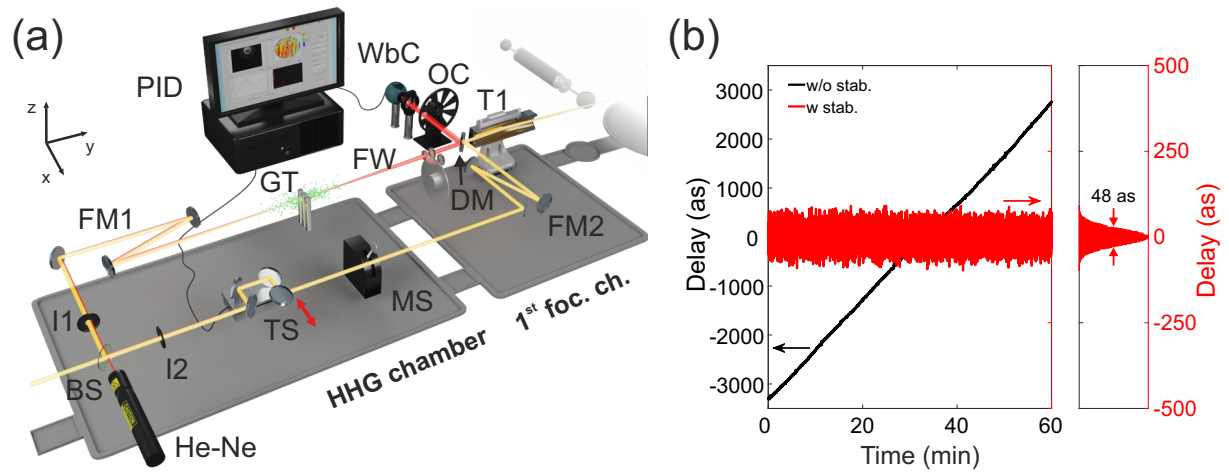 (a)
PID
WbC
OC
T1
z
y
x
FW
GT
DM
FM1
FM2
I1
TS
MS
I2
BS
HHG chamber
1st foc. ch.
He-Ne
(b)
w/o stab.
w stab.
Delay (as)
3000
2000
1000
0
-1000
-2000
-3000
0
20
40
60
Time (min)
48 as
500
250
0
-250
-500
Delay (as)